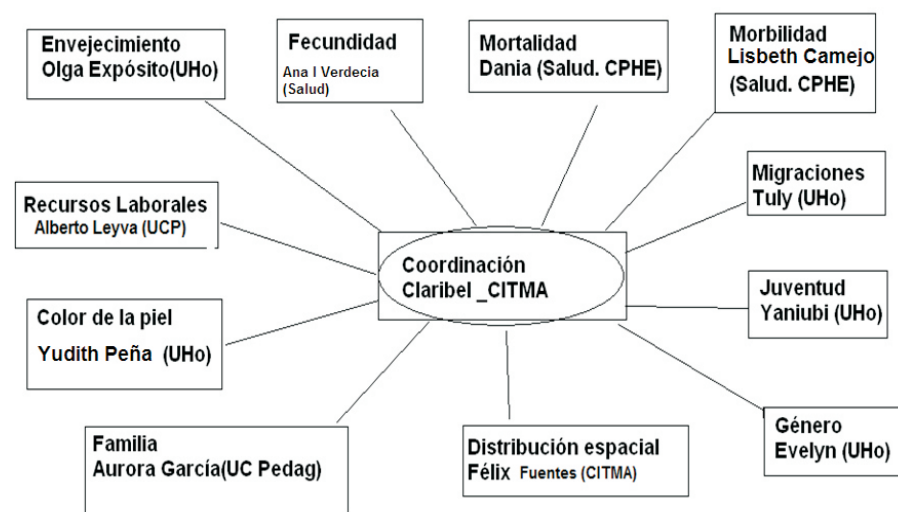 Envejecimiento
Olga Expósito(UHo)
Fecundidad
Ana I Verdecia
(Salud)
Mortalidad
Dania (Salud. CPHE)
Morbilidad
Lisbeth Camejo
(Salud. CPHE)
Recursos Laborales
Alberto Leyva (UCP)
Coordinación
Claribel _CITMA
Migraciones
Tuly (UHo)
Color de la piel
Yudith Peña (UHo)
Juventud
Yaniubi (UHo)
Familia
Aurora García(UC Pedag)
Distribución espacial
Félix Fuentes (CITMA)
Género
Evelyn (UHo)